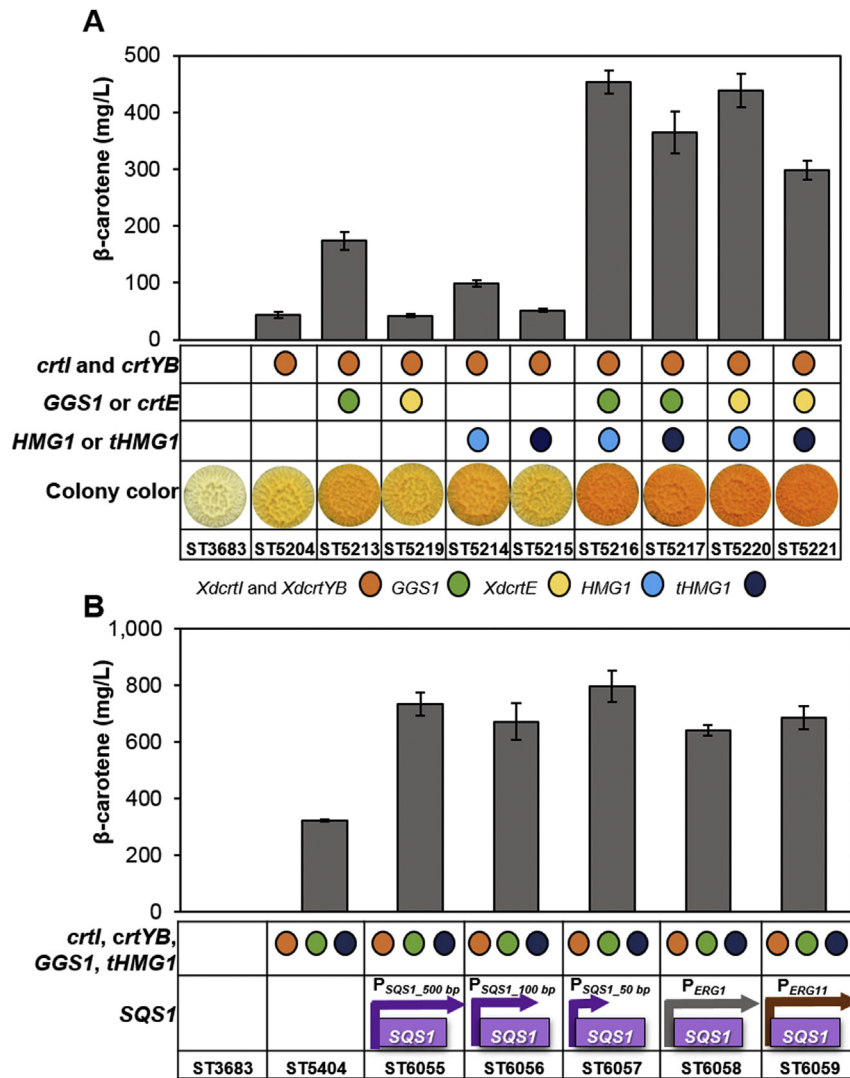 A
β-carotene (mg/L)
500
400
300
200
100
0
crtI and crtYB
GGS1 or crtE
HMG1 or tHMG1
Colony color
ST3683 ST5204 ST5213 ST5219 ST5214 ST5215 ST5216 ST5217 ST5220 ST5221
XdcrtI and XdcrtYB GGS1 XdcrtE HMG1 tHMG1
B
β-carotene (mg/L)
1,000
800
600
400
200
0
crtI, crtYB,
GGS1, tHMG1
PSQS1_500 bp PSQS1_100 bp PSQS1_50 bp PERG1 PERG11
SQS1 SQS1 SQS1 SQS1 SQS1 SQS1
ST3683 ST5404 ST6055 ST6056 ST6057 ST6058 ST6059